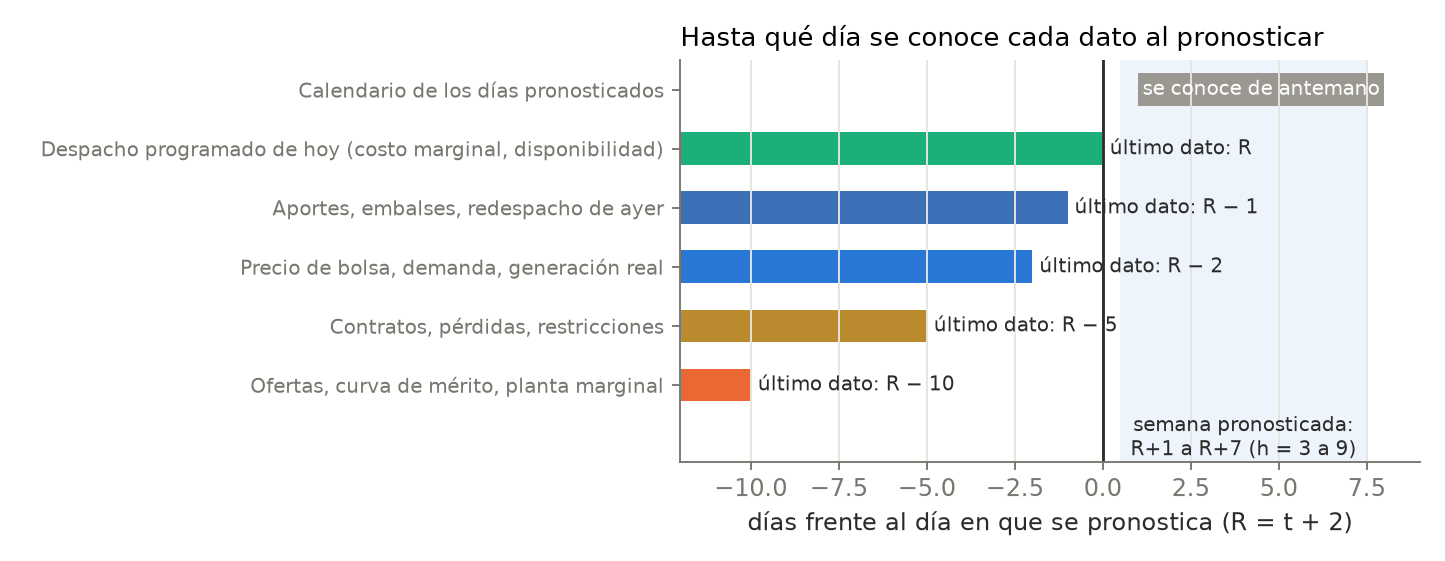 Hasta qué día se conoce cada dato al pronosticar
Calendario de los días pronosticados
se conoce de antemano
Despacho programado de hoy (costo marginal, disponibilidad)
último dato: R
Aportes, embalses, redespacho de ayer
último dato: R − 1
Precio de bolsa, demanda, generación real
último dato: R − 2
Contratos, pérdidas, restricciones
último dato: R − 5
Ofertas, curva de mérito, planta marginal
último dato: R − 10
semana pronosticada:
R+1 a R+7 (h = 3 a 9)
−10.0 −7.5 −5.0 −2.5 0.0 2.5 5.0 7.5
días frente al día en que se pronostica (R = t + 2)